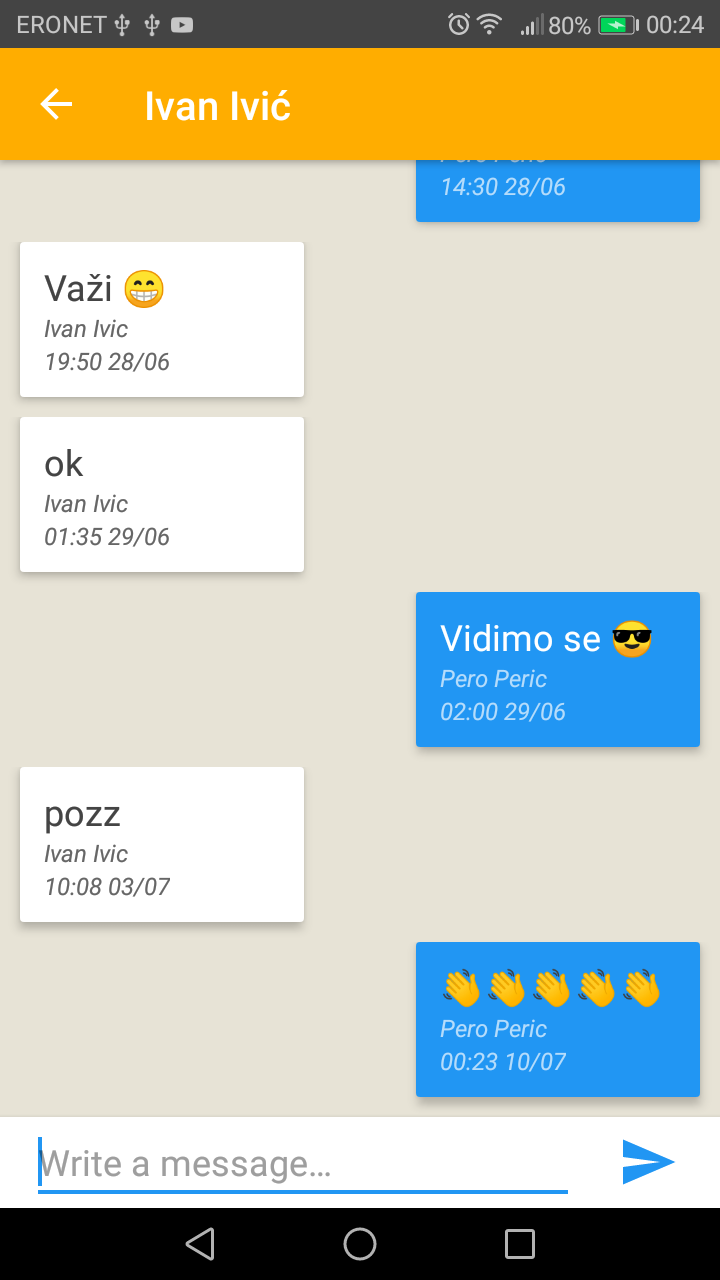 ERONET 80% 00:24
Ivan Ivić
14:30 28/06
Važi 😁
Ivan Ivic
19:50 28/06
ok
Ivan Ivic
01:35 29/06
Vidimo se 😎
Pero Peric
02:00 29/06
pozz
Ivan Ivic
10:08 03/07
👋👋👋👋👋
Pero Peric
00:23 10/07
Write a message...